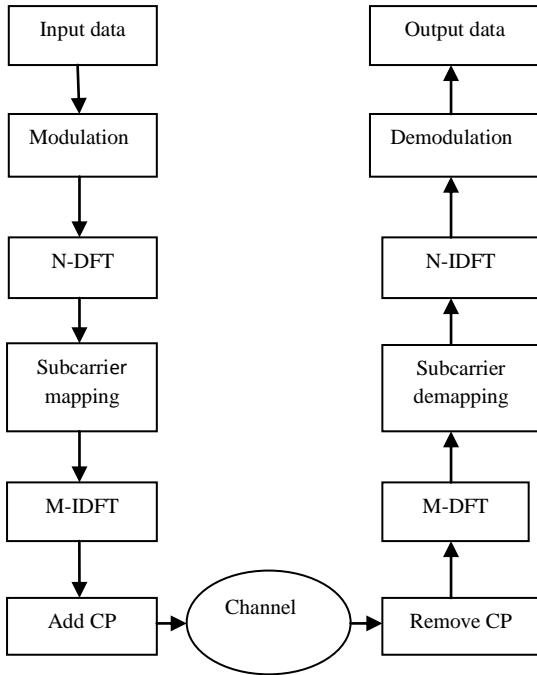 Input data
Modulation
N-DFT
Subcarrier
mapping
M-IDFT
Add CP
Channel
Remove CP
M-DFT
Subcarrier
demapping
N-IDFT
Demodulation
Output data